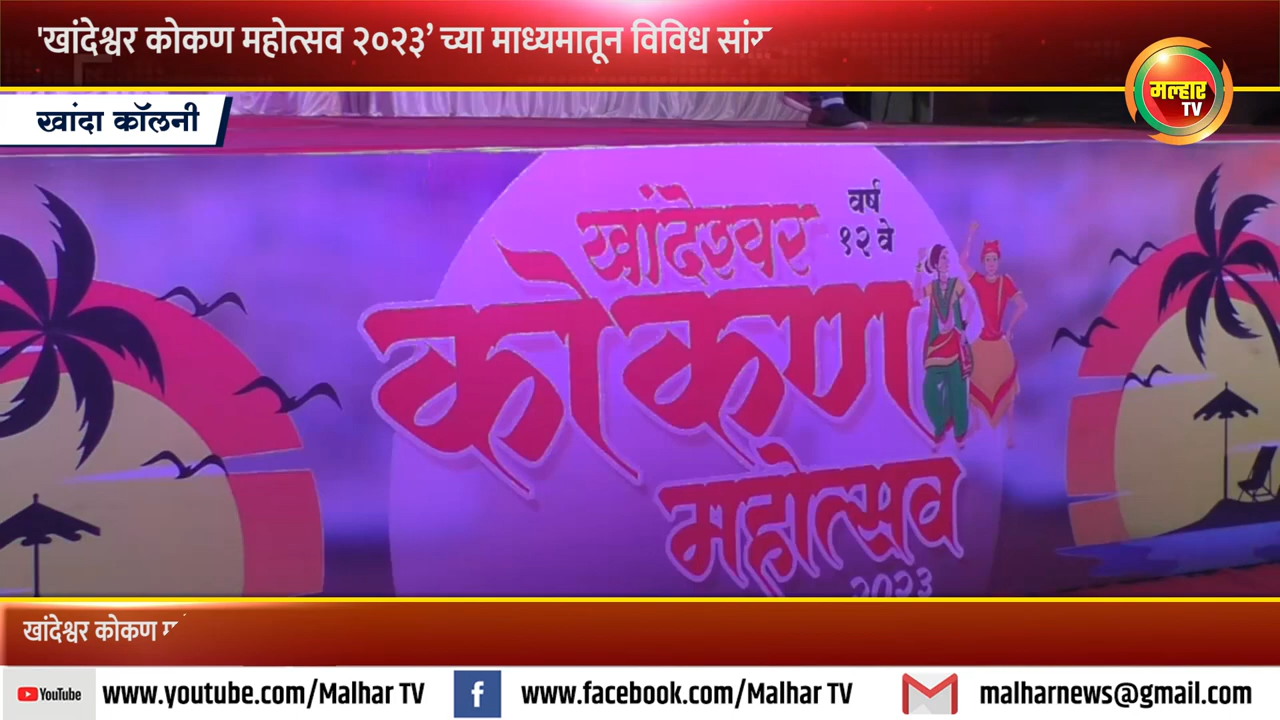 'खांदेश्वर कोकण महोत्सव २०२३’ च्या माध्यमातून विविध
मल्हार
TV
खांदा कॉलनी
खांदेश्वर
वर्ष
१२ वे
कोकण
महोत्सव
२०२३
खांदेश्वर कोकण
YouTube
www.youtube.com/Malhar TV
f
www.facebook.com/Malhar TV
malharnews@gmail.com